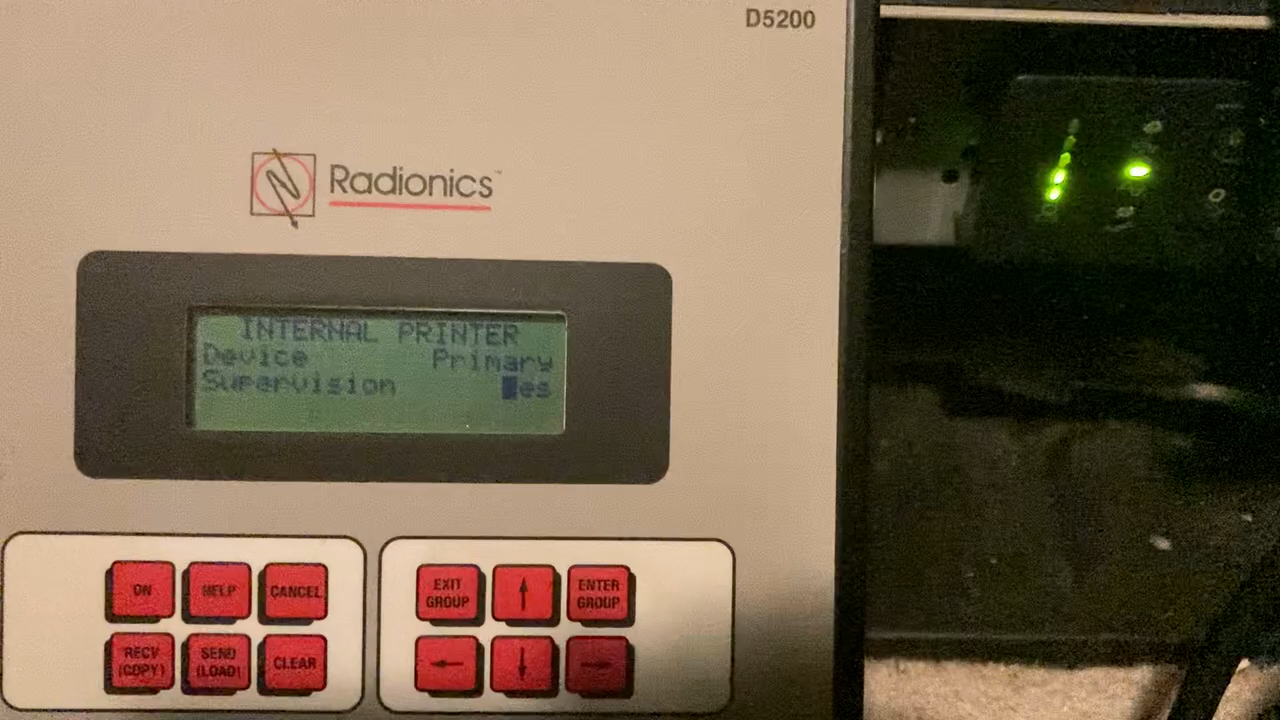 D5200
Radionics™
INTERNAL PRINTER
Device Primary
Supervision es
ON
HELP
CANCEL
RECV
(COPY)
SEND
(LOAD)
CLEAR
EXIT
GROUP
↑
ENTER
GROUP
←
↓
→